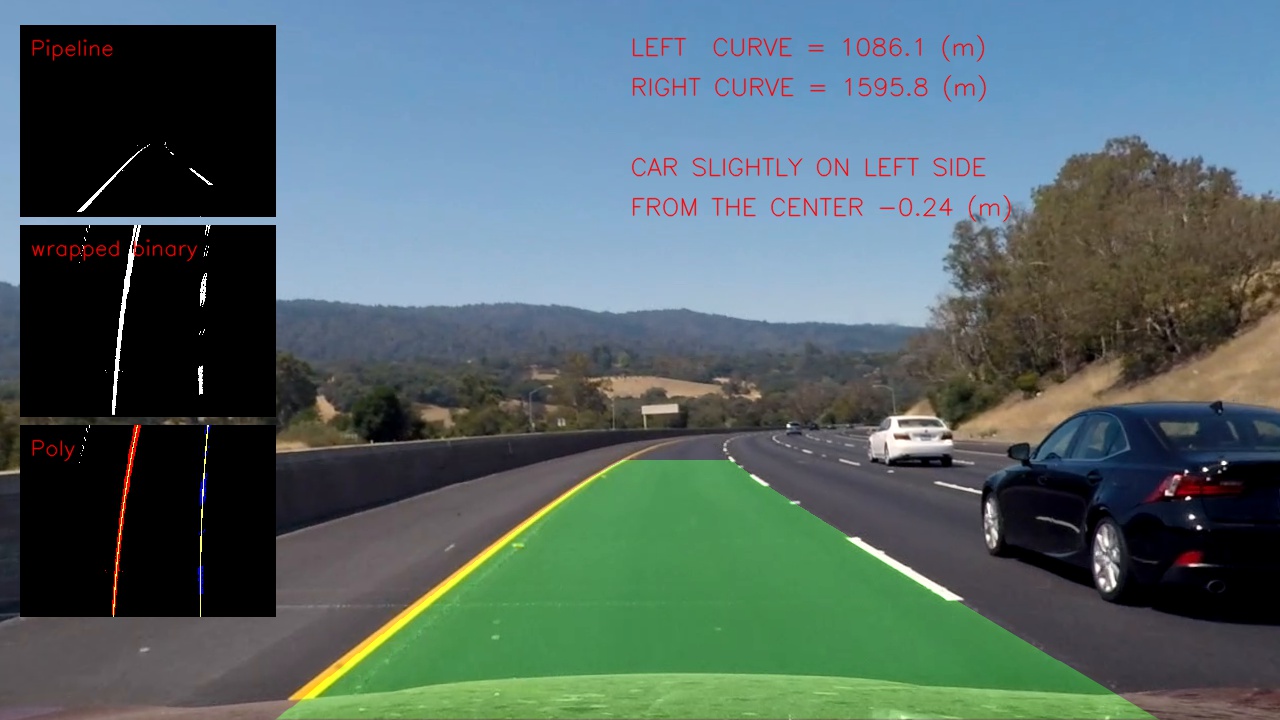 Pipeline
wrapped binary
Poly
LEFT CURVE = 1086.1 (m)
RIGHT CURVE = 1595.8 (m)
CAR SLIGHTLY ON LEFT SIDE
FROM THE CENTER -0.24 (m)